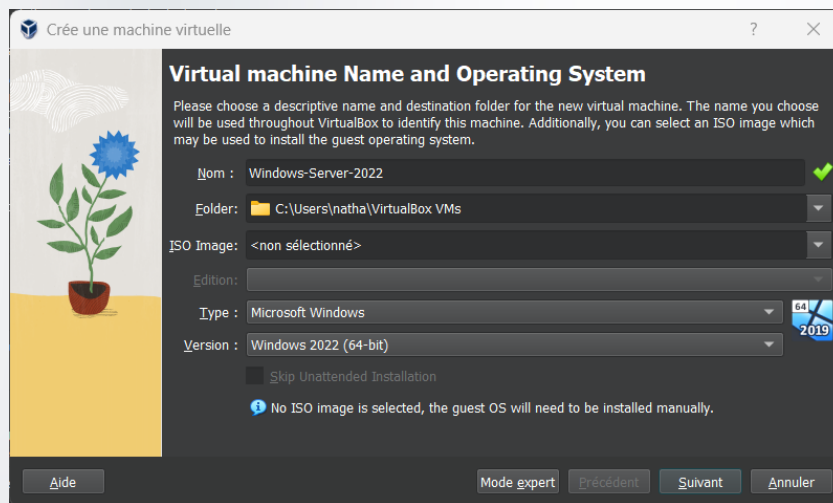 Crée une machine virtuelle
?
Virtual machine Name and Operating System
Please choose a descriptive name and destination folder for the new virtual machine. The name you choose
will be used throughout VirtualBox to identify this machine. Additionally, you can select an ISO image which
may be used to install the guest operating system.
Nom : Windows-Server-2022
Folder: C:\Users\natha\VirtualBox VMs
ISO Image: <non sélectionné>
Edition:
Type : Microsoft Windows
64
2019
Version : Windows 2022 (64-bit)
Skip Unattended Installation
No ISO image is selected, the guest OS will need to be installed manually.
Aide Mode expert Précédent Suivant Annuler